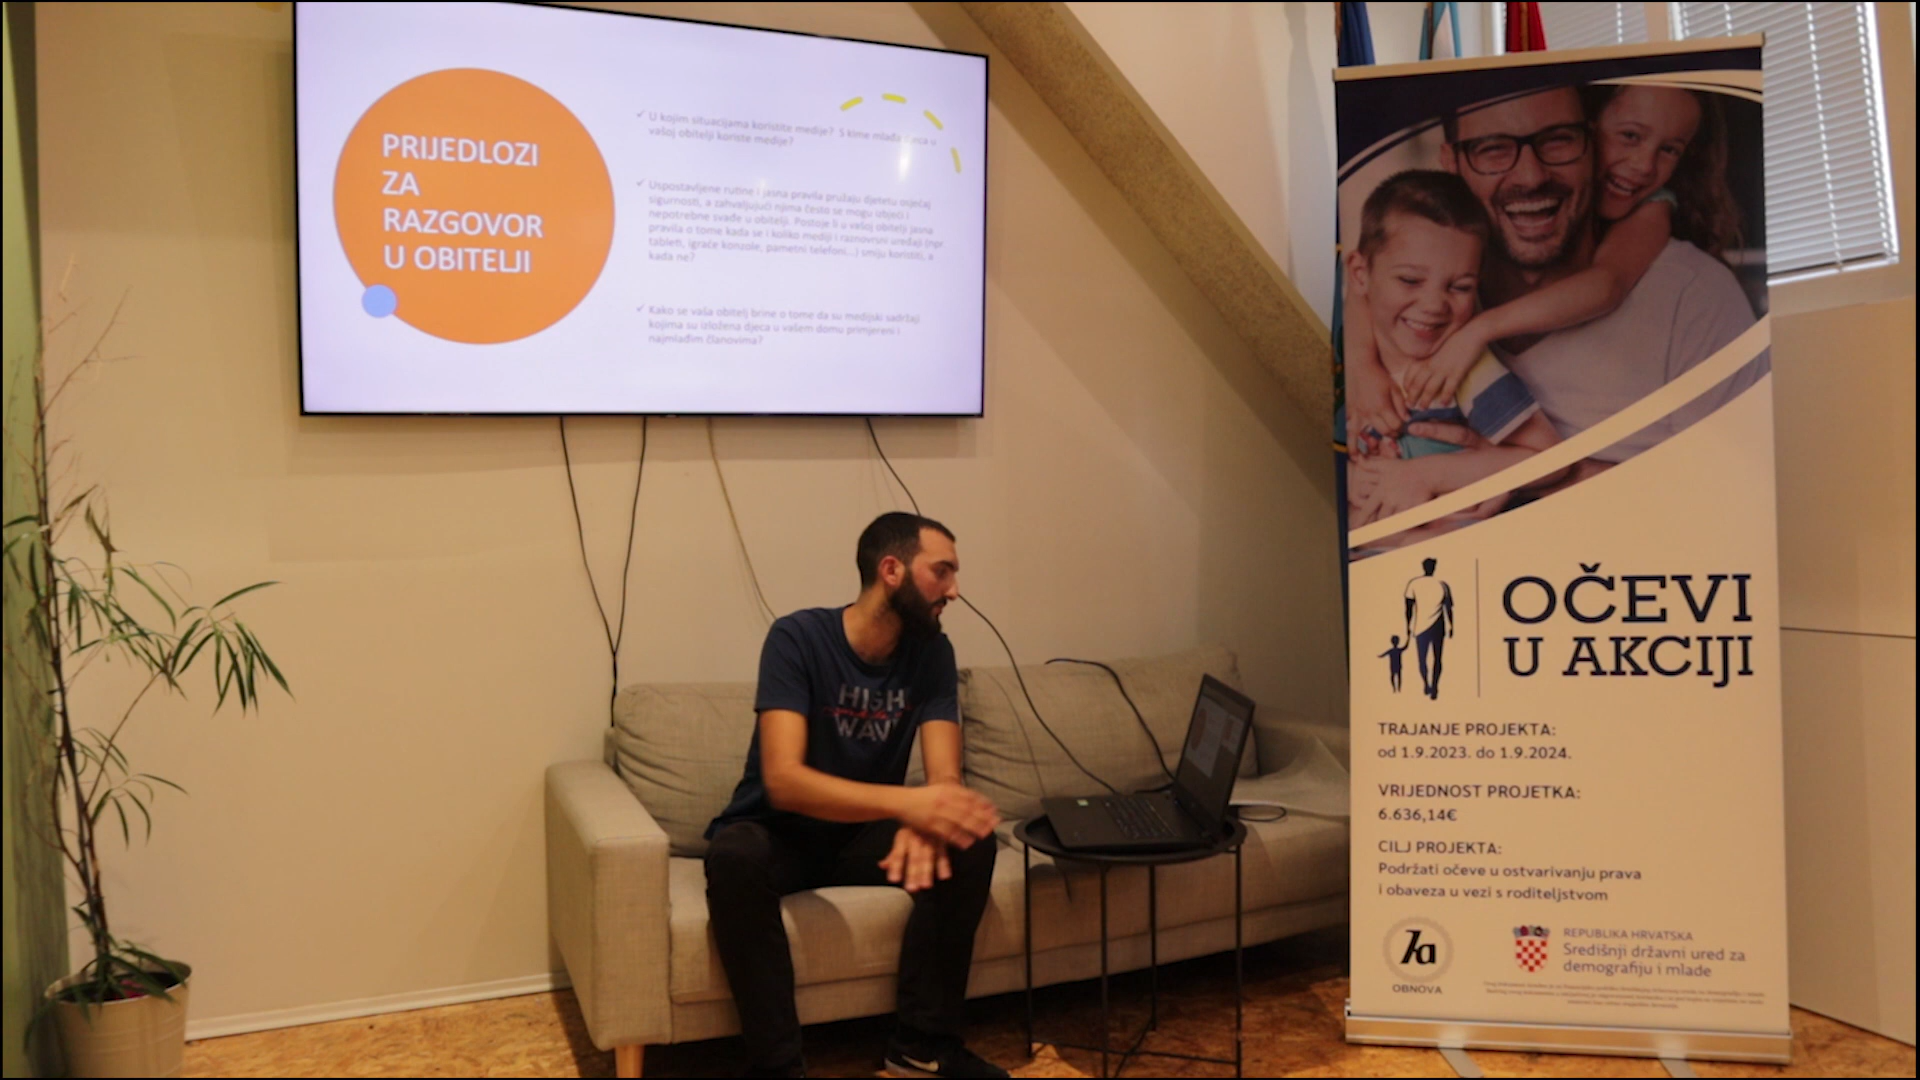 PRIJEDLOZI
ZA
RAZGOVOR
U OBITELJI
U kojim situacijama koristite medije? S kime mlađa djeca u
vašoj obitelji koriste medije?
Uspostavljene rutine i jasna pravila pružaju djetetu osjećaj
sigurnosti, a zahvaljujući njima često se mogu izbjeći i
nepotrebne svađe u obitelji. Postoje li u vašoj obitelji jasna
pravila o tome kada se i koliko mediji i raznovrsni uređaji (npr
tableti, igraće konzole, pametni telefoni...) smiju koristiti, a
kada ne?
Kako se vaša obitelj brine o tome da su medijski sadržaji
kojima su izložena djeca u vašem domu primjereni i
najmlađim članovima?
HIGH
WAV
OČEVI
U AKCIJI
TRAJANJE PROJEKTA:
od 1.9.2023. do 1.9.2024.
VRIJEDNOST PROJETKA:
6.636,14€
CILJ PROJEKTA:
Podržati očeve u ostvarivanju prava
i obaveza u vezi s roditeljstvom
Za
OBNOVA
REPUBLIKA HRVATSKA
Središnji državni ured za
demografiju i mlade